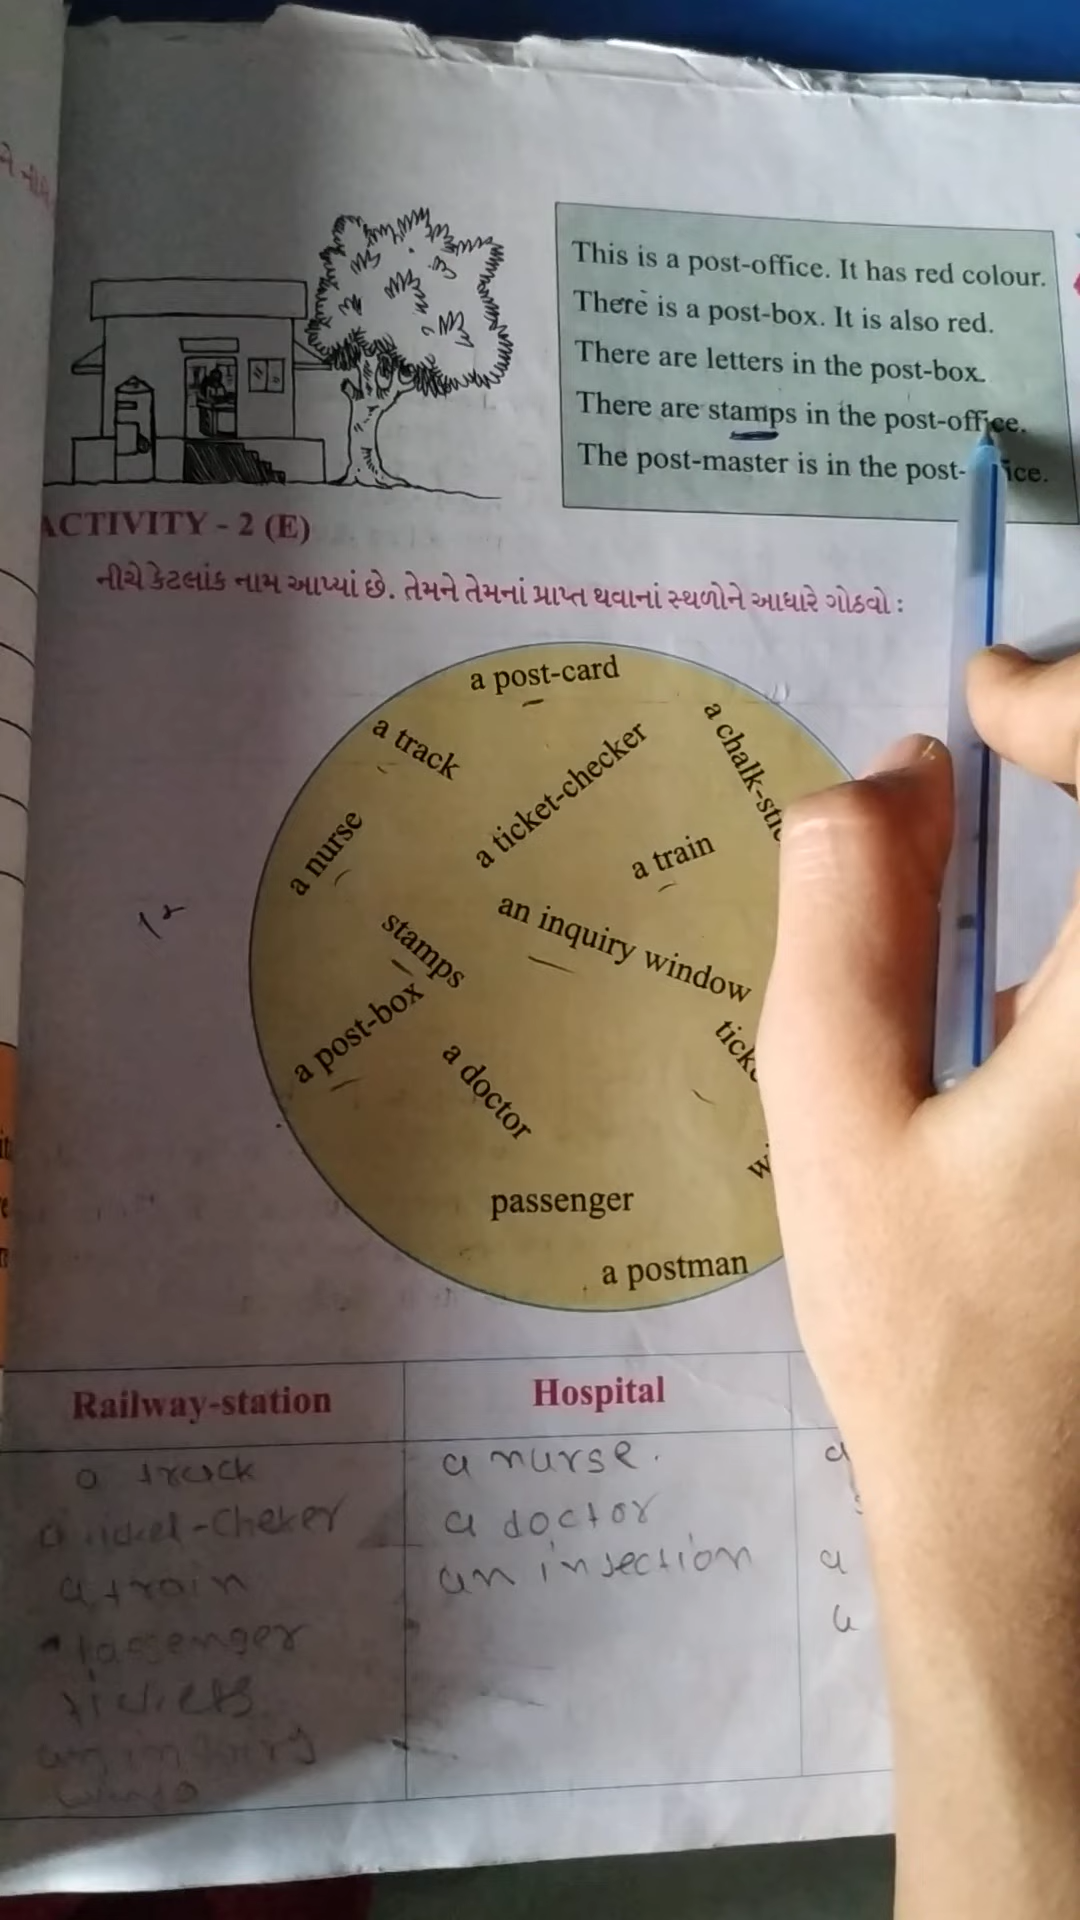 This is a post-office. It has red colour.
There is a post-box. It is also red.
There are letters in the post-box.
There are stamps in the post-office.
The post-master is in the post-
ACTIVITY - 2 (E)
નીચે કેટલાંક નામ આપ્યાં છે. તેમને તેમનાં પ્રાપ્ત થવાનાં સ્થળોને આધારે ગોઠવો :
a post-card
a track
a ticket-checker
a nurse
a train
an inquiry window
stamps
a post-box
a doctor
passenger
a postman
Railway-station
Hospital
a track
a nurse.
a doctor
a train
an insection